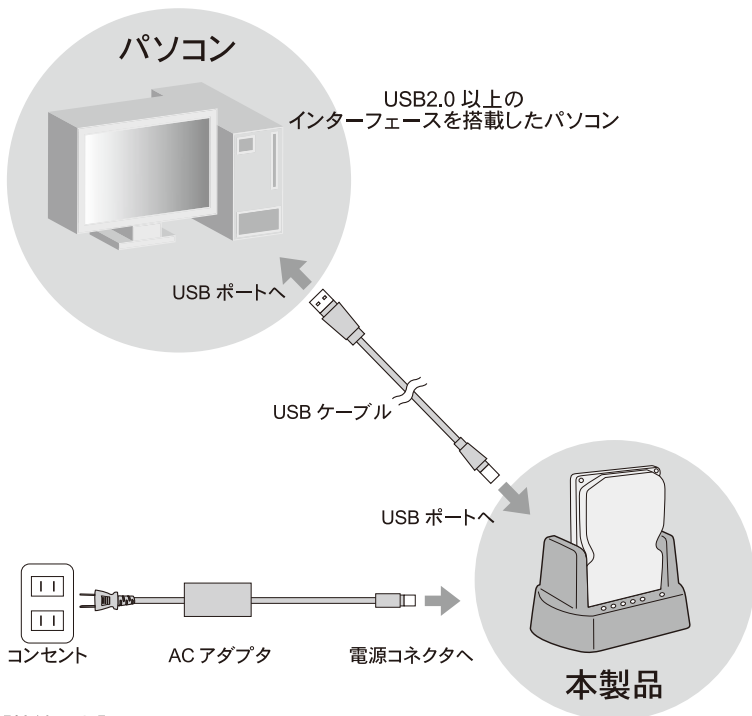 パソコン
USB2.0 以上の
インターフェースを搭載したパソコン
USB ポートへ
USB ケーブル
USB ポートへ
コンセント
AC アダプタ
電源コネクタへ
本製品